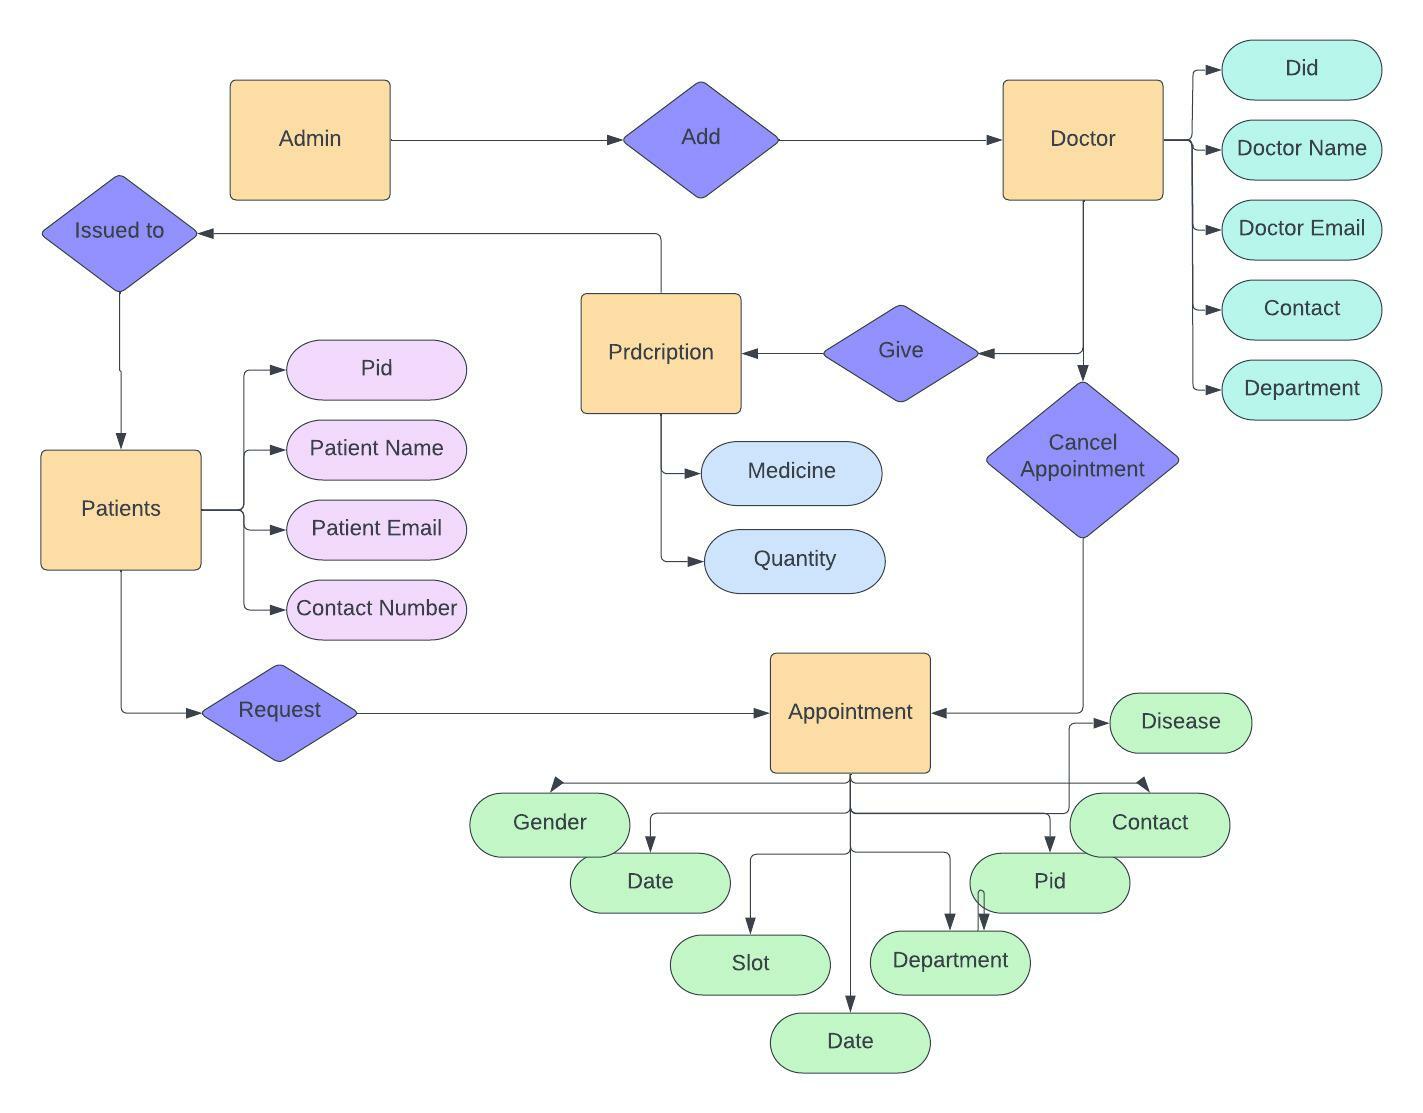 Admin
Add
Doctor
Did
Doctor Name
Doctor Email
Contact
Department
Issued to
Prdcription
Give
Cancel
Appointment
Pid
Patient Name
Patient Email
Contact Number
Patients
Medicine
Quantity
Request
Appointment
Disease
Gender
Contact
Date
Pid
Slot
Department
Date